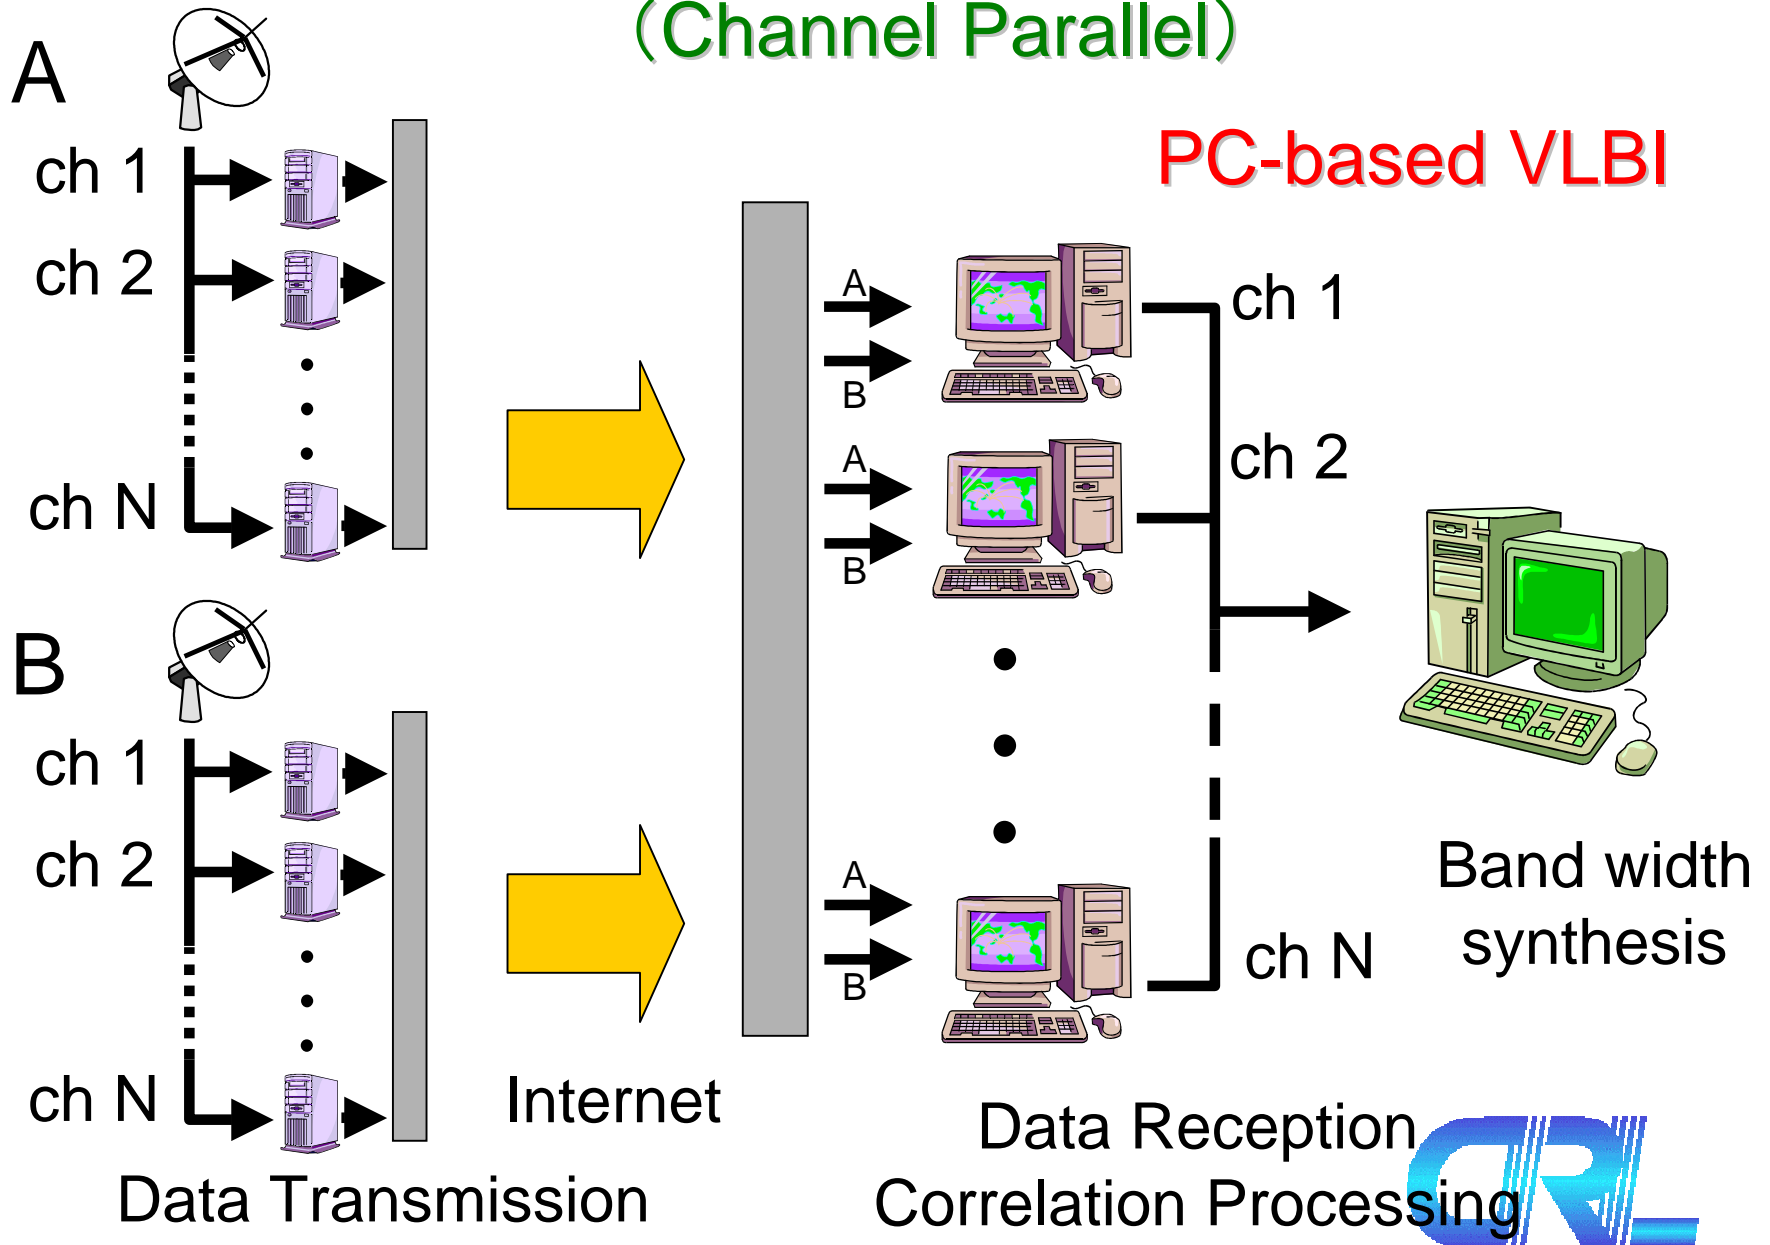 (Channel Parallel)
PC-based VLBI
A
ch 1
ch 2
ch N
B
ch 1
ch 2
ch N
Data Transmission
Internet
A
B
A
B
A
B
ch 1
ch 2
ch N
Data Reception
Correlation Processing
Band width
synthesis
CRL